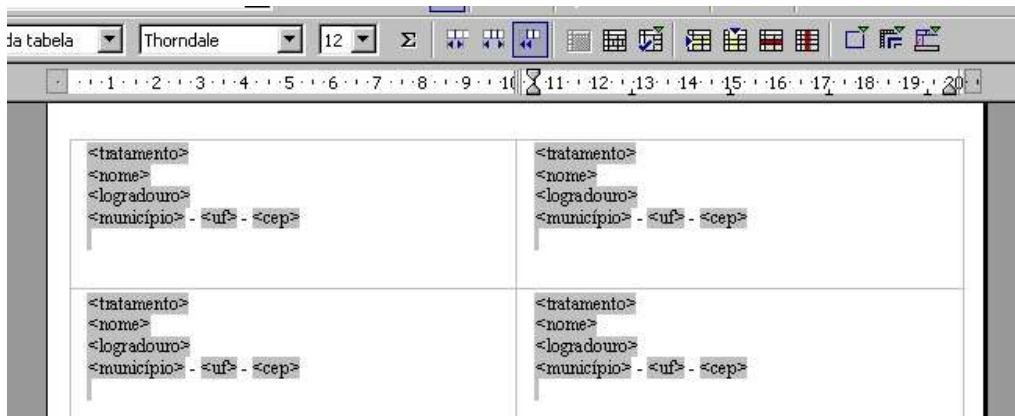 da tabela Thorndale 12 Σ
1 2 3 4 5 6 7 8 9 10 11 12 13 14 15 16 17 18 19 20
<tratamento> <tratamento>
<nome> <nome>
<logradouro> <logradouro>
<município> - <uf> - <cep> <município> - <uf> - <cep>
<tratamento> <tratamento>
<nome> <nome>
<logradouro> <logradouro>
<município> - <uf> - <cep> <município> - <uf> - <cep>